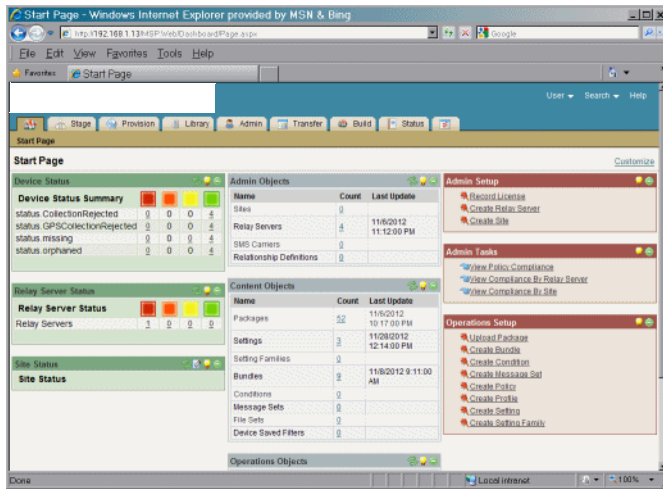 Start Page - Windows Internet Explorer provided by MSN & Bing
http://192.168.1.13/MSP.Web/Dashboard/Page.aspx
Google
File Edit View Favorites Tools Help
Favorites Start Page
User Search Help
Stage Provision Library Admin Transfer Build Status
Start Page
Start Page
Customize
Device Status
Device Status Summary
status.CollectionRejected 0 0 0 4
status.GPSCollectionRejected 0 0 0 4
status.missing 0 0 0 4
status.orphaned 0 0 0 4
Relay Server Status
Relay Server Status
Relay Servers 1 0 0 0
Site Status
Site Status
Admin Objects
Name Count Last Update
Sites 0
Relay Servers 4 11/6/2012 11:12:00 PM
SMS Carriers 0
Relationship Definitions 0
Content Objects
Name Count Last Update
Packages 52 11/6/2012 10:17:00 PM
Settings 3 11/28/2012 12:14:00 PM
Setting Families 0
Bundles 9 11/8/2012 9:11:00 AM
Conditions 0
Message Sets 0
File Sets 0
Device Saved Filters 0
Operations Objects
Admin Setup
Record License
Create Relay Server
Create Site
Admin Tasks
View Policy Compliance
View Compliance By Relay Server
View Compliance By Site
Operations Setup
Upload Package
Create Bundle
Create Condition
Create Message Set
Create Policy
Create Profile
Create Setting
Create Setting Family
Done
Local intranet
100%